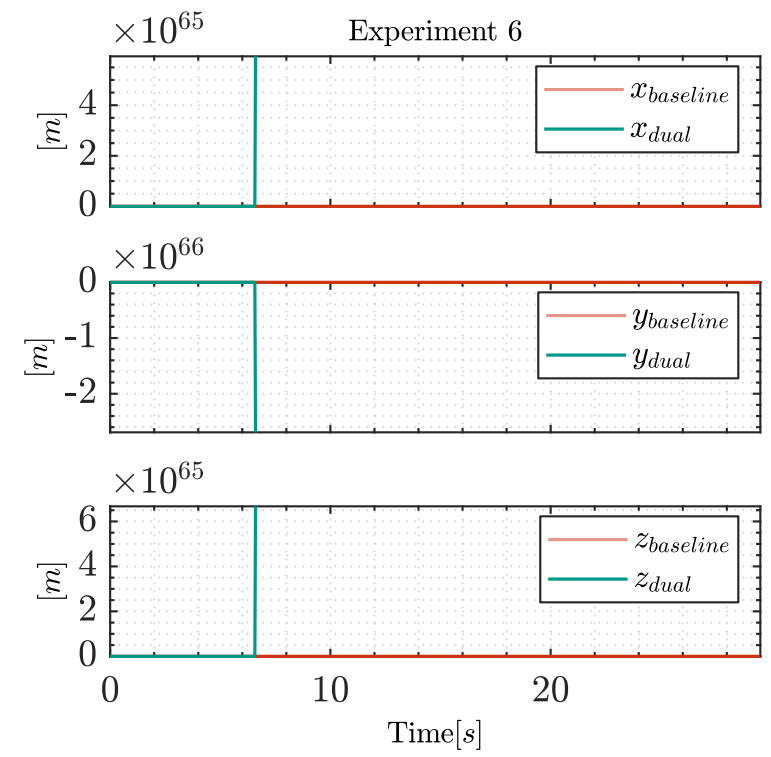 Experiment 6
×10^65
4
2
0
[m]
x_baseline
x_dual
×10^66
0
-1
-2
[m]
y_baseline
y_dual
×10^65
6
4
2
0
[m]
z_baseline
z_dual
0 10 20
Time[s]